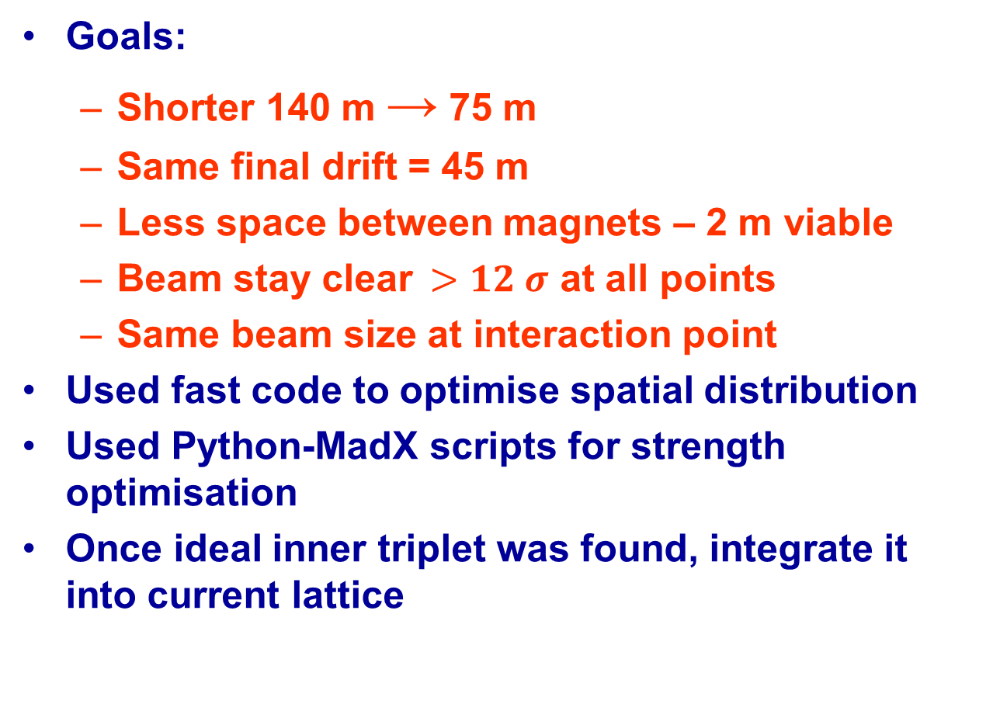 • Goals:
– Shorter 140 m ⟶ 75 m
– Same final drift = 45 m
– Less space between magnets – 2 m viable
– Beam stay clear > 12 σ at all points
– Same beam size at interaction point
• Used fast code to optimise spatial distribution
• Used Python-MadX scripts for strength
optimisation
• Once ideal inner triplet was found, integrate it
into current lattice